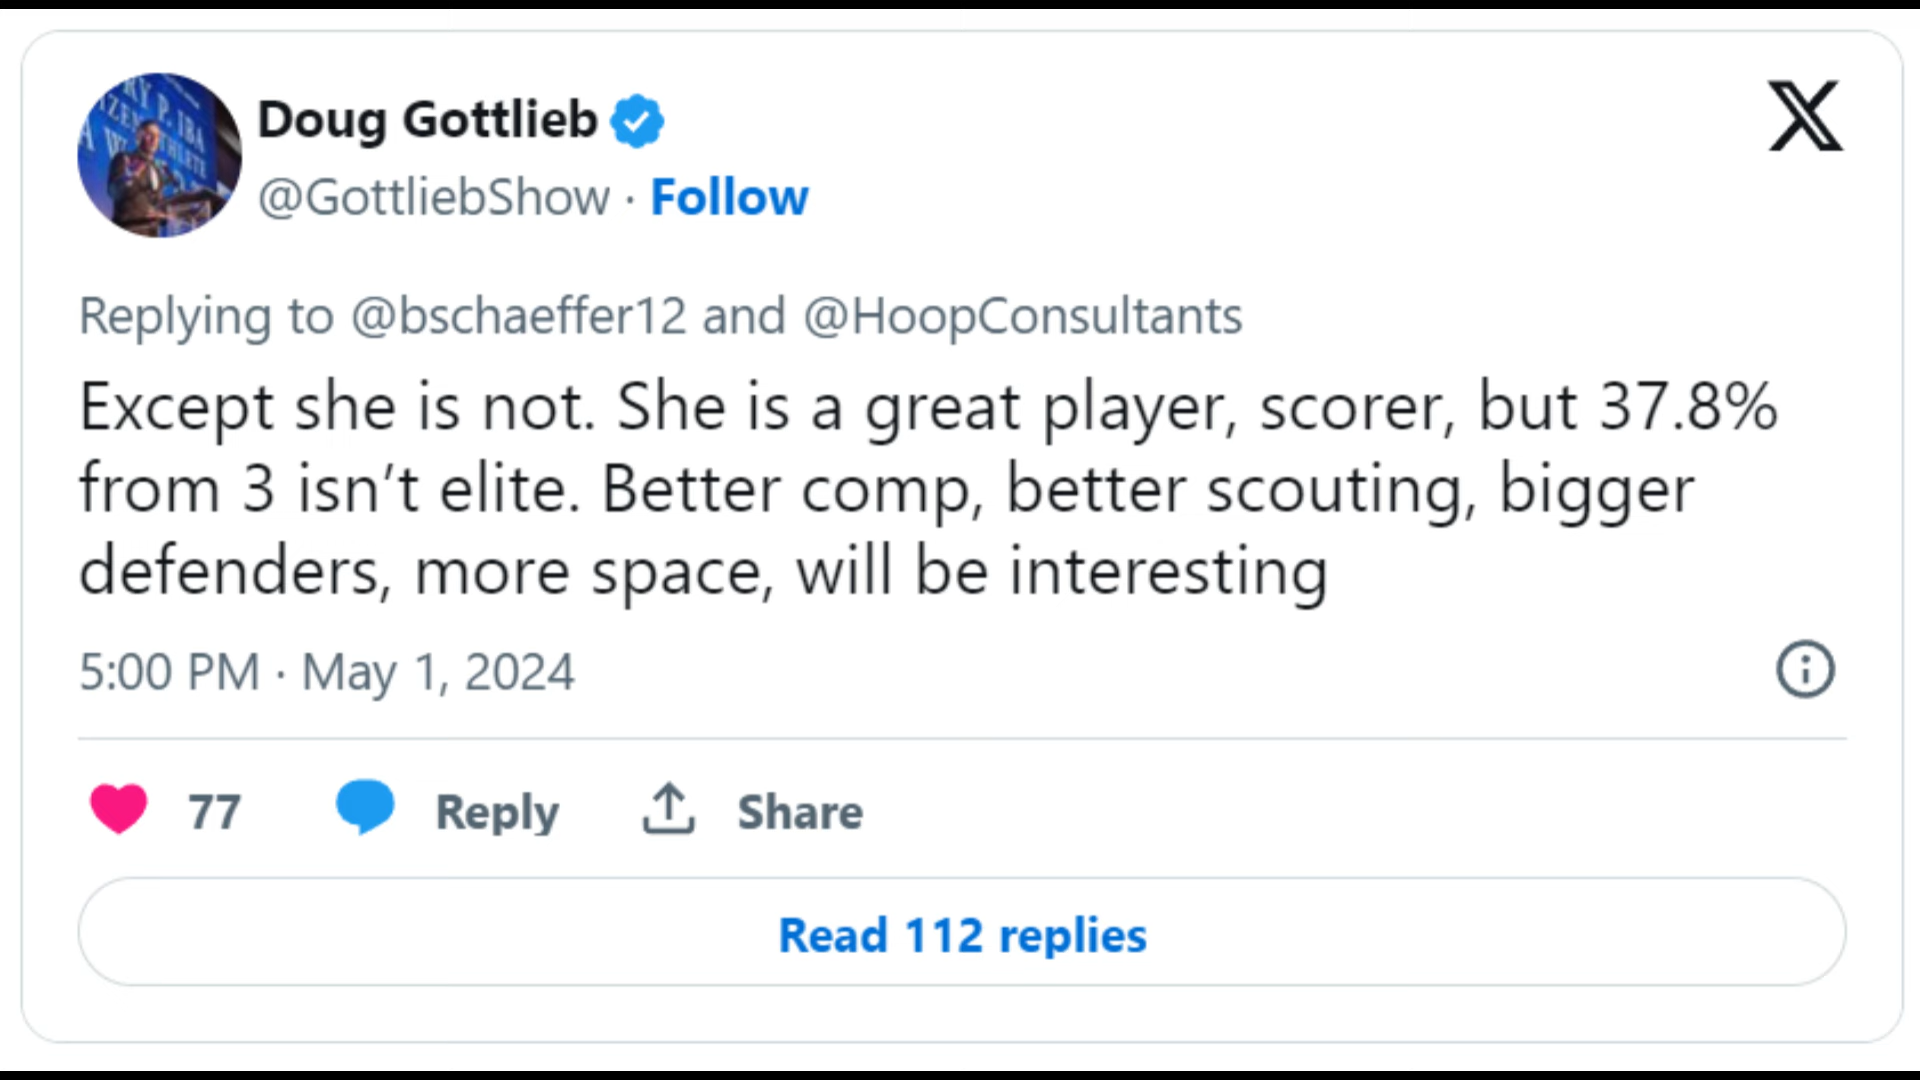 Doug Gottlieb
@GottliebShow · Follow
Replying to @bschaeffer12 and @HoopConsultants
Except she is not. She is a great player, scorer, but 37.8%
from 3 isn’t elite. Better comp, better scouting, bigger
defenders, more space, will be interesting
5:00 PM · May 1, 2024
77 Reply Share
Read 112 replies